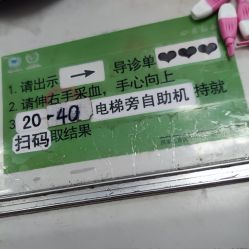 1. 请出示 → 导诊单 ❤❤❤
2. 请伸右手采血，手心向上
3. 20-40 电梯旁自助机 持就
扫码取结果